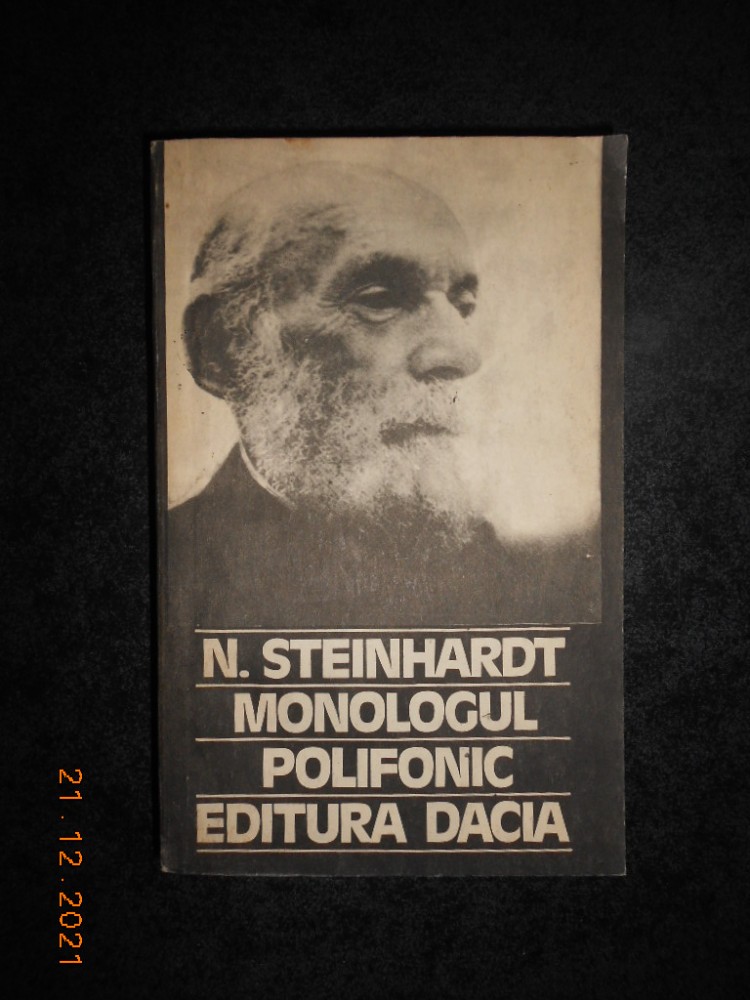 N. STEINHARDT
MONOLOGUL
POLIFONIC
EDITURA DACIA
21.12.2021